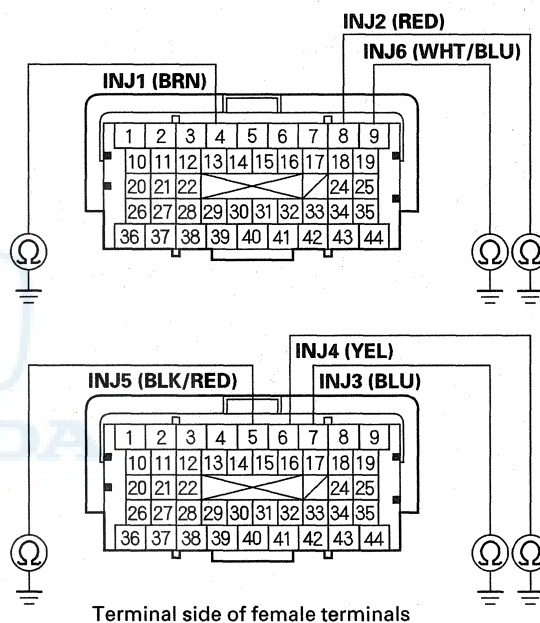 INJ2 (RED)
INJ6 (WHT/BLU)
INJ1 (BRN)
1 2 3 4 5 6 7 8 9
10 11 12 13 14 15 16 17 18 19
20 21 22 24 25
26 27 28 29 30 31 32 33 34 35
36 37 38 39 40 41 42 43 44
Ω Ω Ω
INJ4 (YEL)
INJ5 (BLK/RED) INJ3 (BLU)
1 2 3 4 5 6 7 8 9
10 11 12 13 14 15 16 17 18 19
20 21 22 24 25
26 27 28 29 30 31 32 33 34 35
36 37 38 39 40 41 42 43 44
Ω Ω Ω
Terminal side of female terminals